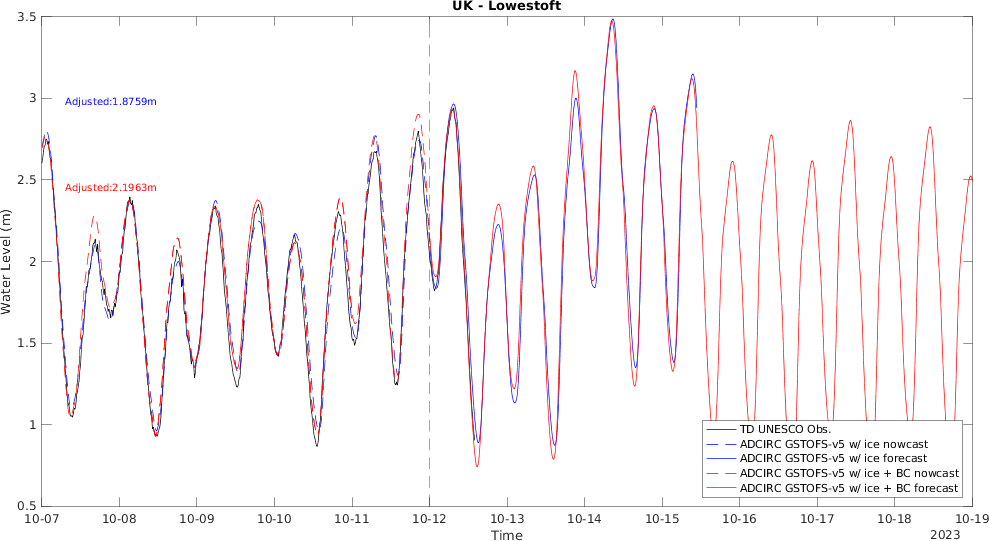 UK - Lowestoft
3.5
3
2.5
2
1.5
1
0.5
Water Level (m)
Adjusted:1.8759m
Adjusted:2.1963m
TD UNESCO Obs.
ADCIRC GSTOFS-v5 w/ ice nowcast
ADCIRC GSTOFS-v5 w/ ice forecast
ADCIRC GSTOFS-v5 w/ ice + BC nowcast
ADCIRC GSTOFS-v5 w/ ice + BC forecast
10-07 10-08 10-09 10-10 10-11 10-12 10-13 10-14 10-15 10-16 10-17 10-18 10-19
Time
2023